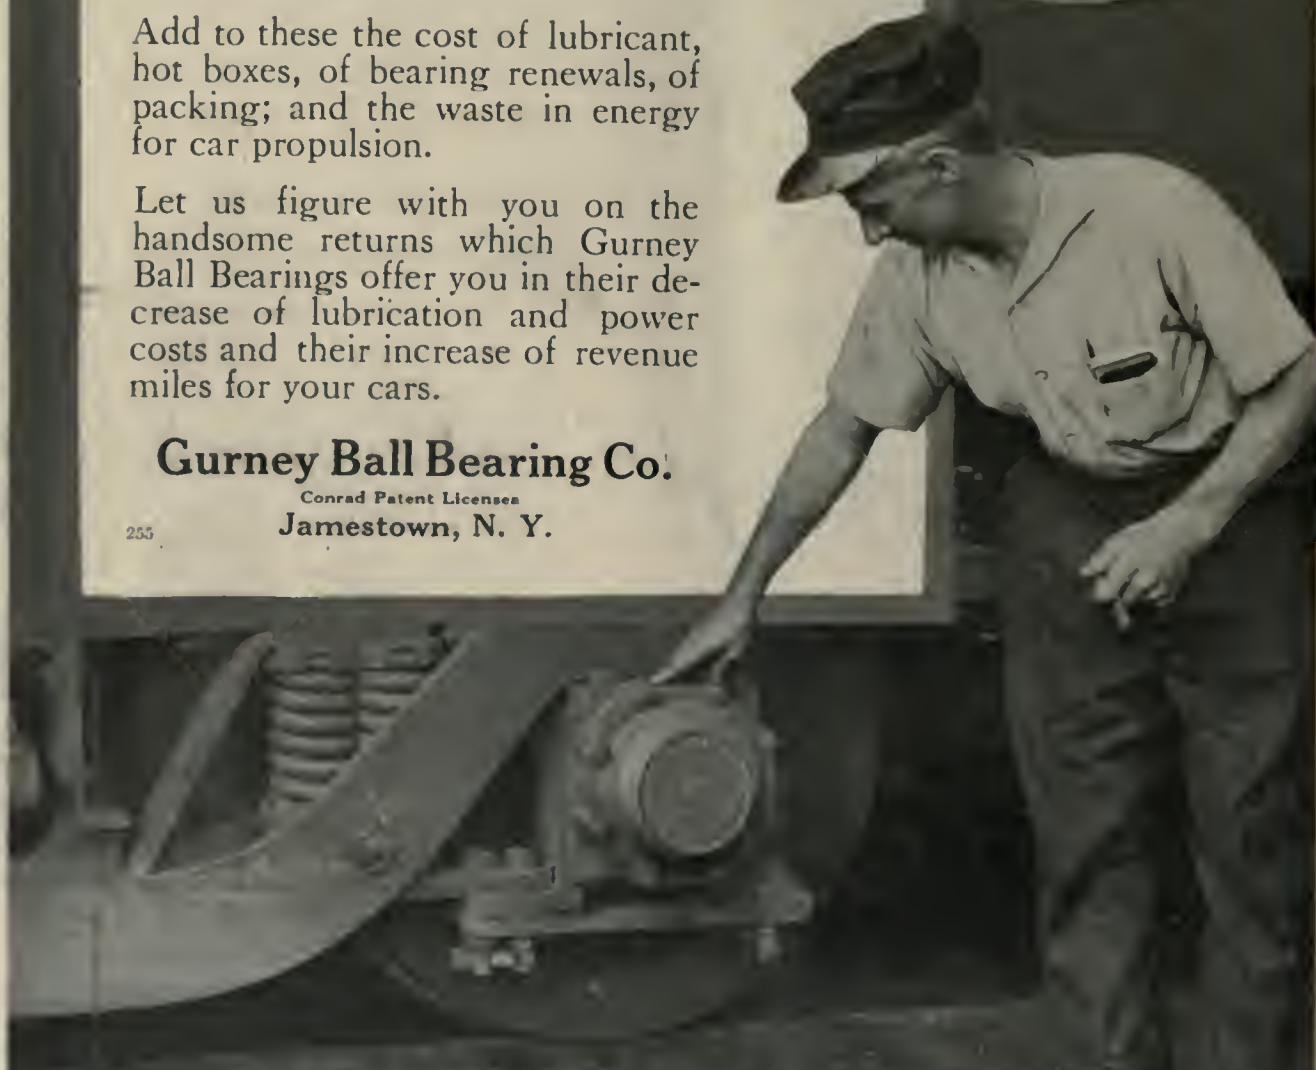 Add to these the cost of lubricant,
hot boxes, of bearing renewals, of
packing; and the waste in energy
for car propulsion.
Let us figure with you on the
handsome returns which Gurney
Ball Bearings offer you in their de-
crease of lubrication and power
costs and their increase of revenue
miles for your cars.
Gurney Ball Bearing Co.
Conrad Patent Licensee
Jamestown, N. Y.
255